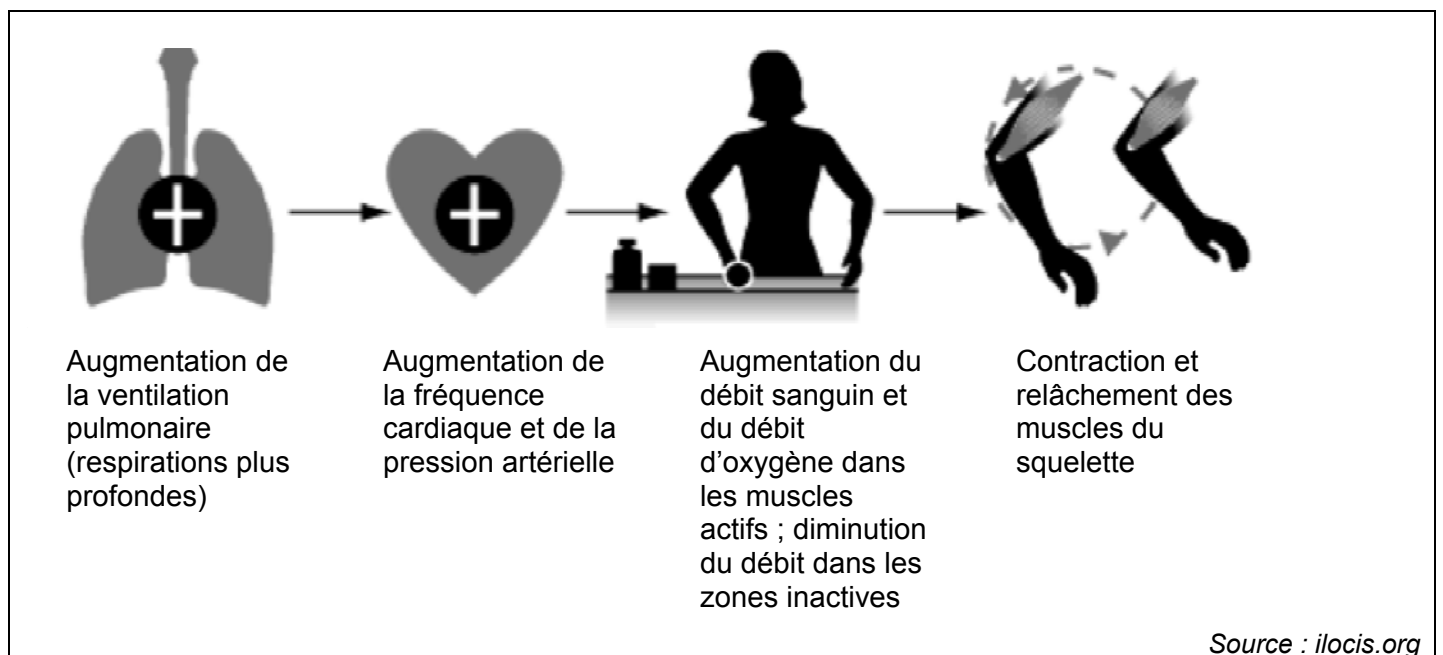 Augmentation de
la ventilation
pulmonaire
(respirations plus
profondes)
Augmentation de
la fréquence
cardiaque et de la
pression artérielle
Augmentation du
débit sanguin et
du débit
d’oxygène dans
les muscles
actifs ; diminution
du débit dans les
zones inactives
Contraction et
relâchement des
muscles du
squelette
Source : ilocis.org